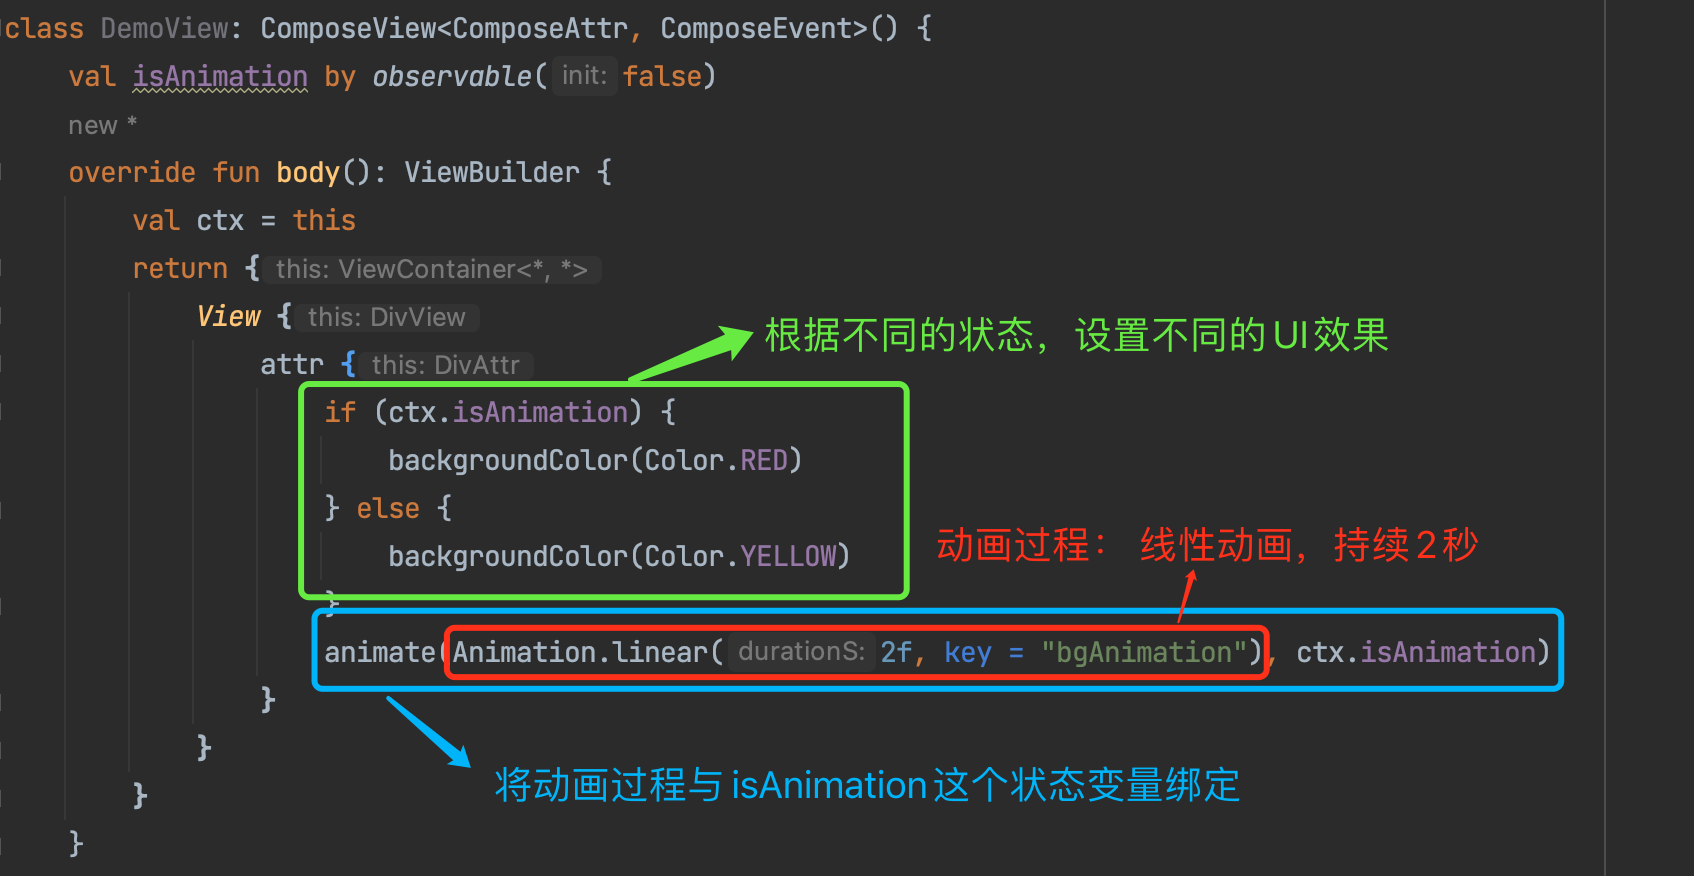 class DemoView: ComposeView<ComposeAttr, ComposeEvent>() {
val isAnimation by observable( init: false)
new *
override fun body(): ViewBuilder {
val ctx = this
return { this: ViewContainer<*, *>
View { this: DivView
根据不同的状态，设置不同的UI效果
attr { this: DivAttr
if (ctx.isAnimation) {
backgroundColor(Color.RED)
} else {
backgroundColor(Color.YELLOW)
动画过程： 线性动画，持续2秒
}
animate(Animation.linear( durationS: 2f, key = "bgAnimation"), ctx.isAnimation)
}
}
将动画过程与isAnimation这个状态变量绑定
}
}